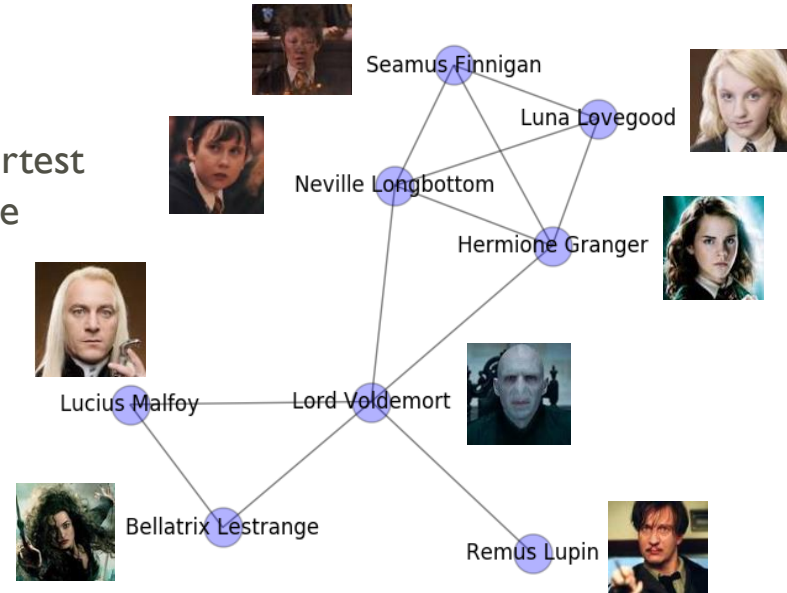 Seamus Finnigan
Luna Lovegood
rtest
Neville Longbottom
e
Hermione Granger
Lucius Malfoy
Lord Voldemort
Bellatrix Lestrange
Remus Lupin